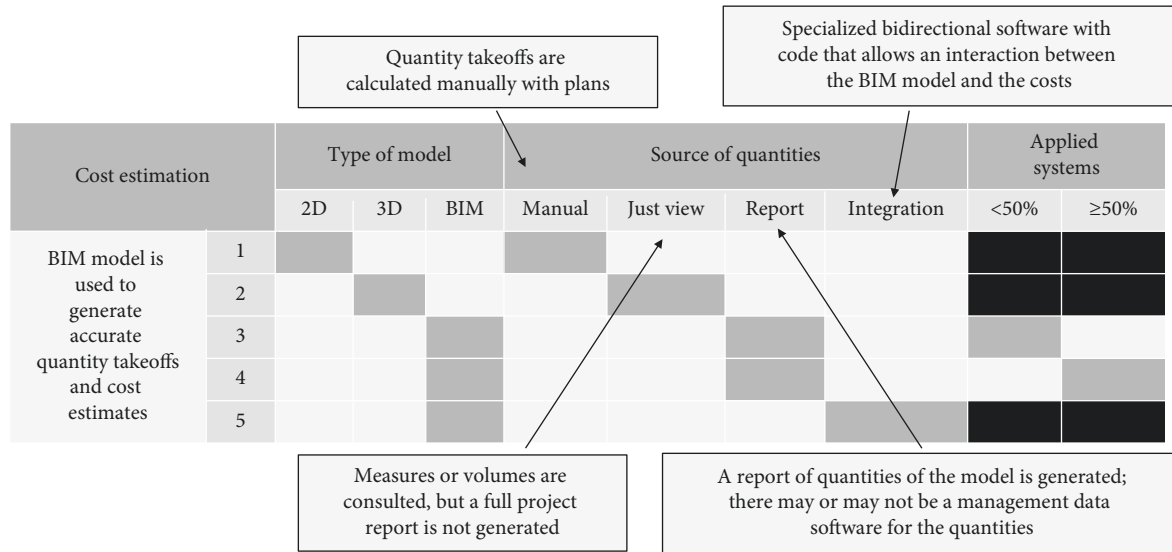 Quantity takeoffs are
calculated manually with plans
Specialized bidirectional software with
code that allows an interaction between
the BIM model and the costs
Cost estimation
Type of model
Source of quantities
Applied
systems
2D 3D BIM Manual Just view Report Integration <50% ≥50%
BIM model is
used to
generate
accurate
quantity takeoffs
and cost
estimates
1
2
3
4
5
Measures or volumes are
consulted, but a full project
report is not generated
A report of quantities of the model is generated;
there may or may not be a management data
software for the quantities